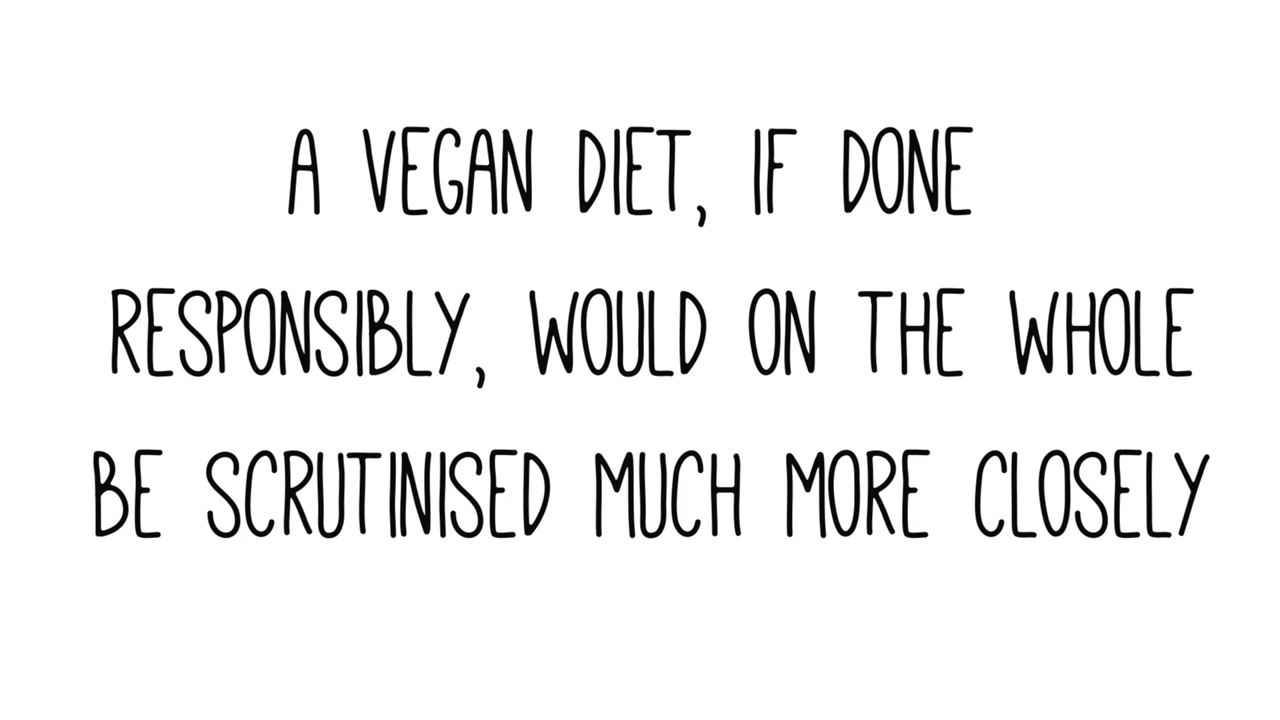 A VEGAN DIET, IF DONE
RESPONSIBLY, WOULD ON THE WHOLE
BE SCRUTINISED MUCH MORE CLOSELY